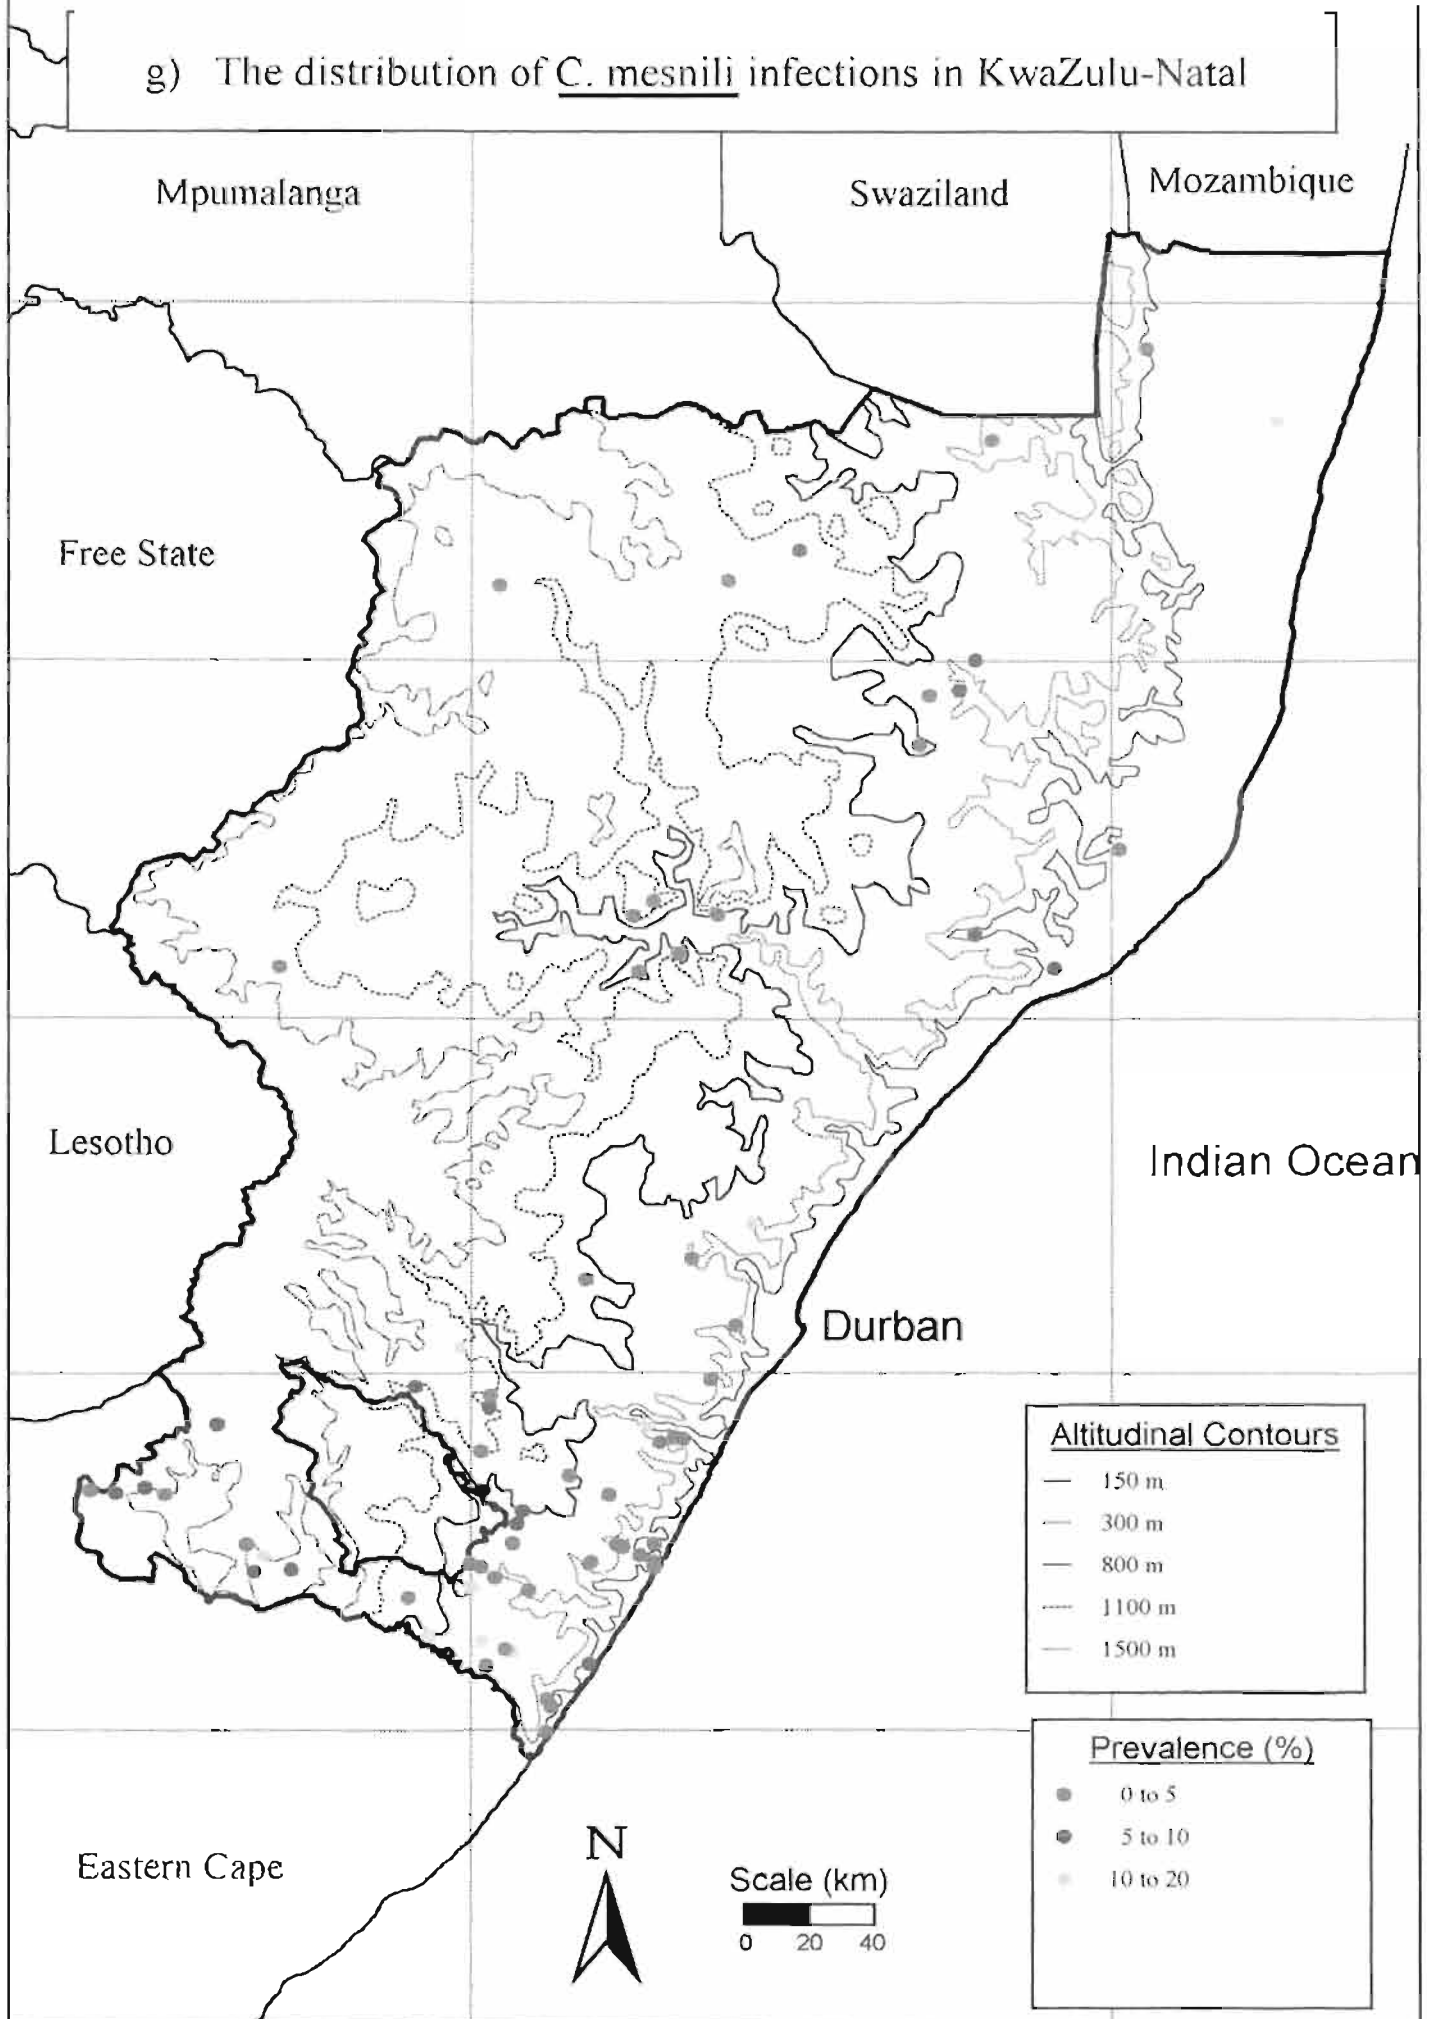 g) The distribution of C. mesnili infections in KwaZulu-Natal
Mpumalanga
Swaziland
Mozambique
Free State
Lesotho
Indian Ocean
Durban
Altitudinal Contours
150 m
300 m
800 m
1100 m
1500 m
Prevalence (%)
0 to 5
5 to 10
10 to 20
Eastern Cape
N
Scale (km)
0 20 40